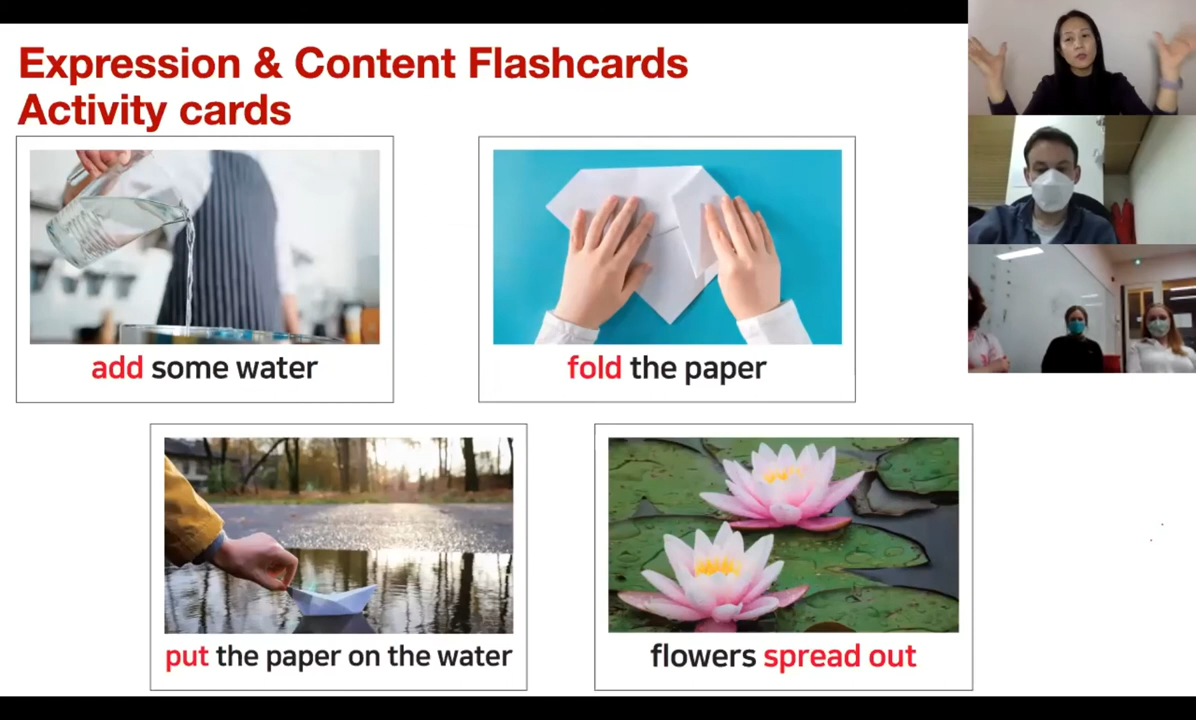 Expression & Content Flashcards
Activity cards
add some water
fold the paper
put the paper on the water
flowers spread out